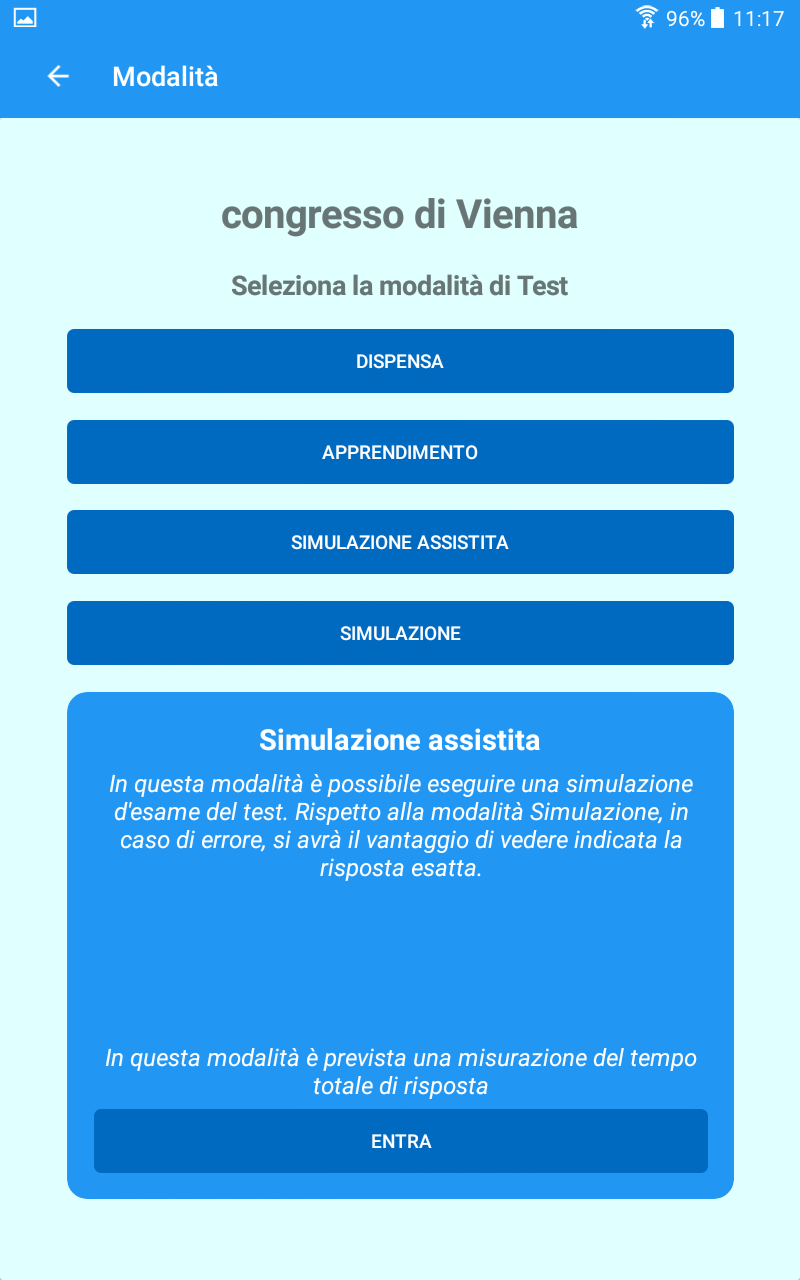 96% 11:17
Modalità
congresso di Vienna
Seleziona la modalità di Test
DISPENSA
APPRENDIMENTO
SIMULAZIONE ASSISTITA
SIMULAZIONE
Simulazione assistita
In questa modalità è possibile eseguire una simulazione
d'esame del test. Rispetto alla modalità Simulazione, in
caso di errore, si avrà il vantaggio di vedere indicata la
risposta esatta.
In questa modalità è prevista una misurazione del tempo
totale di risposta
ENTRA